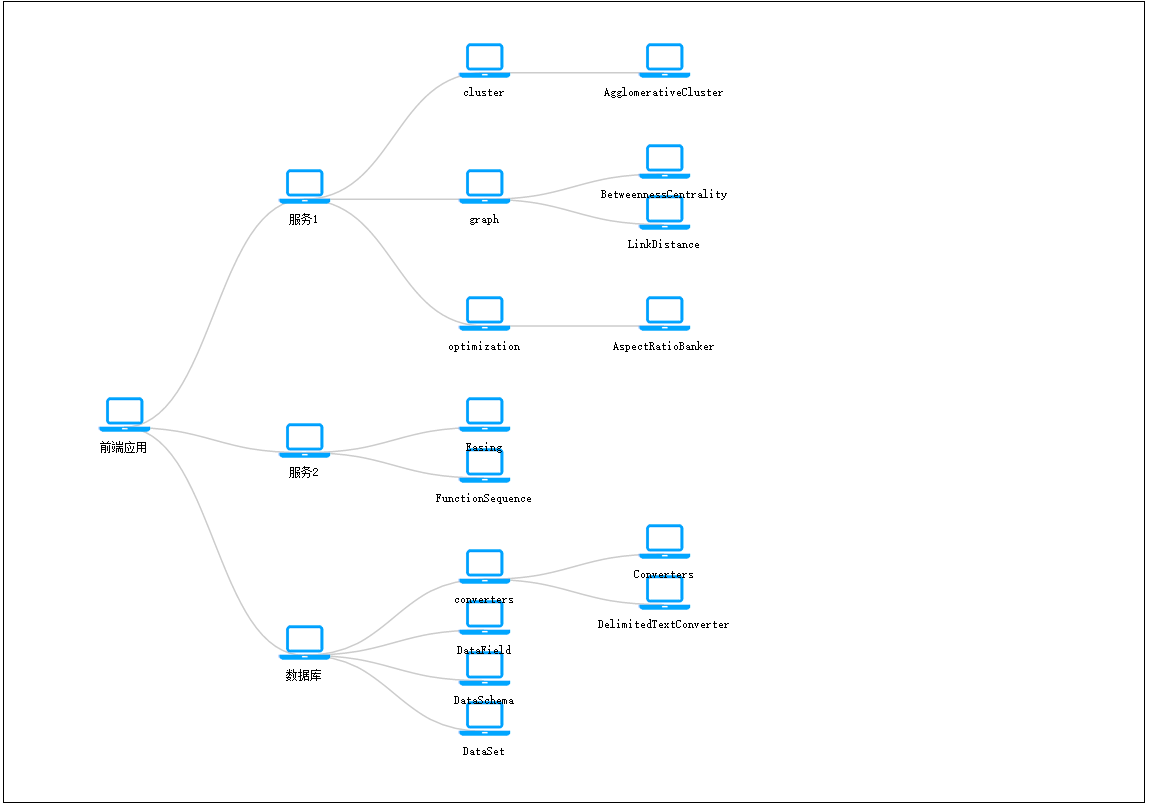 cluster
AgglomerativeCluster
BetweennessCentrality
服务1
graph
LinkDistance
optimization
AspectRatioBanker
前端应用
Easing
服务2
FunctionSequence
Converters
converters
DelimitedTextConverter
DataField
数据库
DataSchema
DataSet